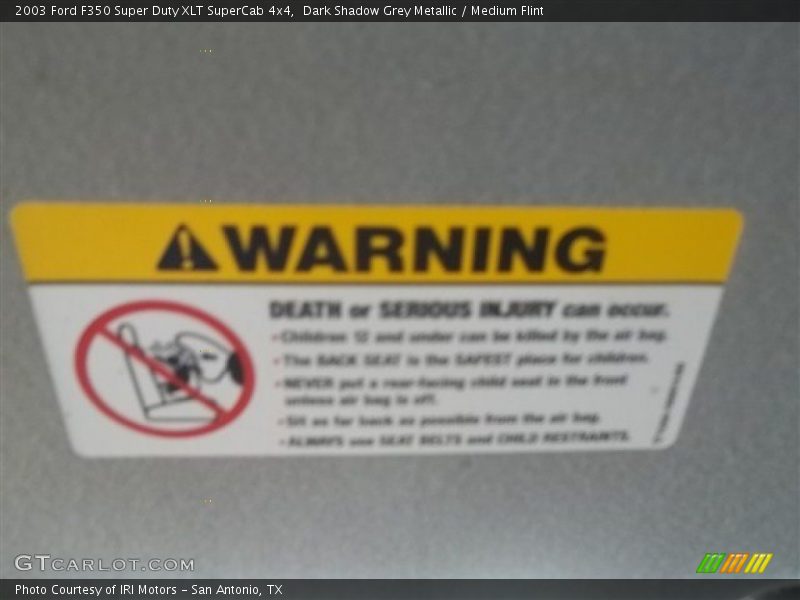 2003 Ford F350 Super Duty XLT SuperCab 4x4,  Dark Shadow Grey Metallic / Medium Flint
WARNING
DEATH or SERIOUS INJURY can occur.
•Children 12 and under can be killed by the air bag.
•The BACK SEAT is the SAFEST place for children.
•NEVER put a rear-facing child seat in the front
unless air bag is off.
•Sit as far back as possible from the air bag.
•ALWAYS use SEAT BELTS and CHILD RESTRAINTS.
GTCARLOT.COM
Photo Courtesy of IRI Motors – San Antonio, TX